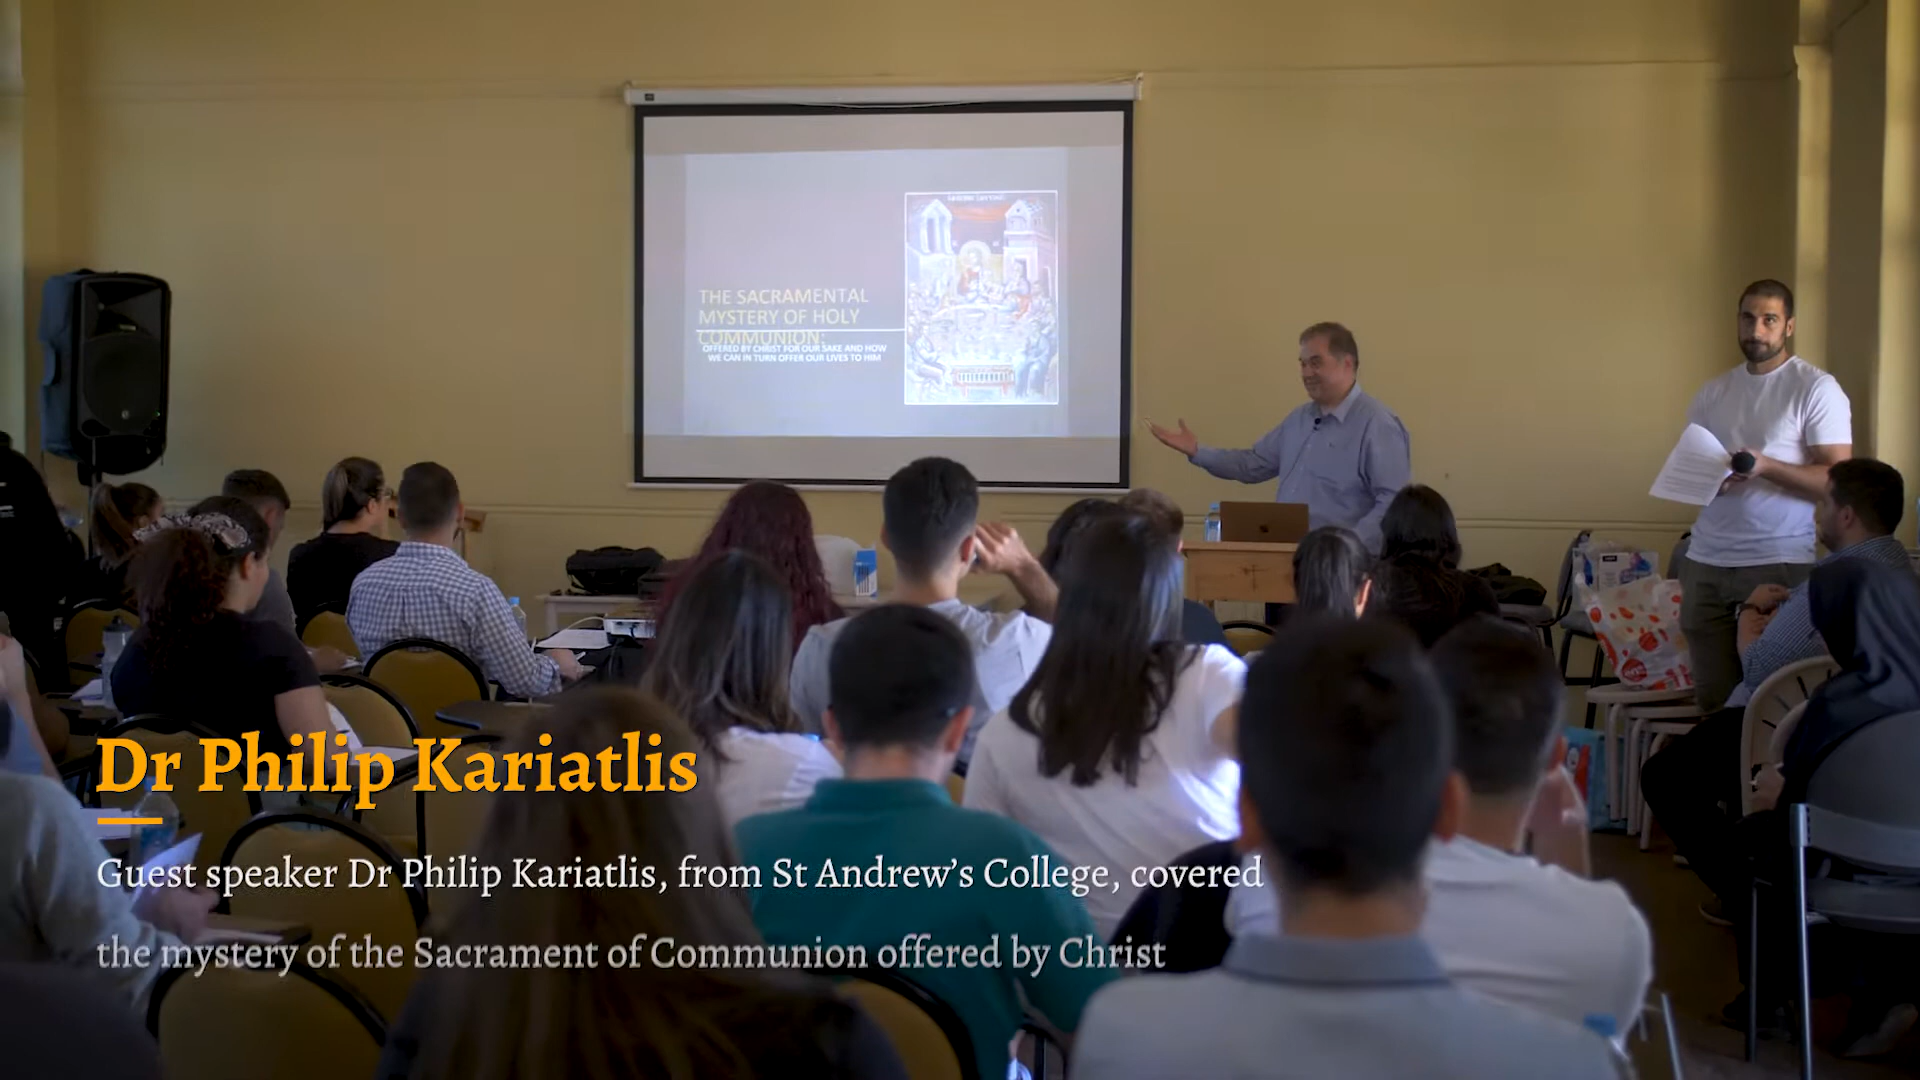 THE SACRAMENTAL
MYSTERY OF HOLY
COMMUNION:
OFFERED BY CHRIST FOR OUR SAKE AND HOW
WE CAN IN TURN OFFER OUR LIVES TO HIM
Dr Philip Kariatlis
Guest speaker Dr Philip Kariatlis, from St Andrew’s College, covered
the mystery of the Sacrament of Communion offered by Christ